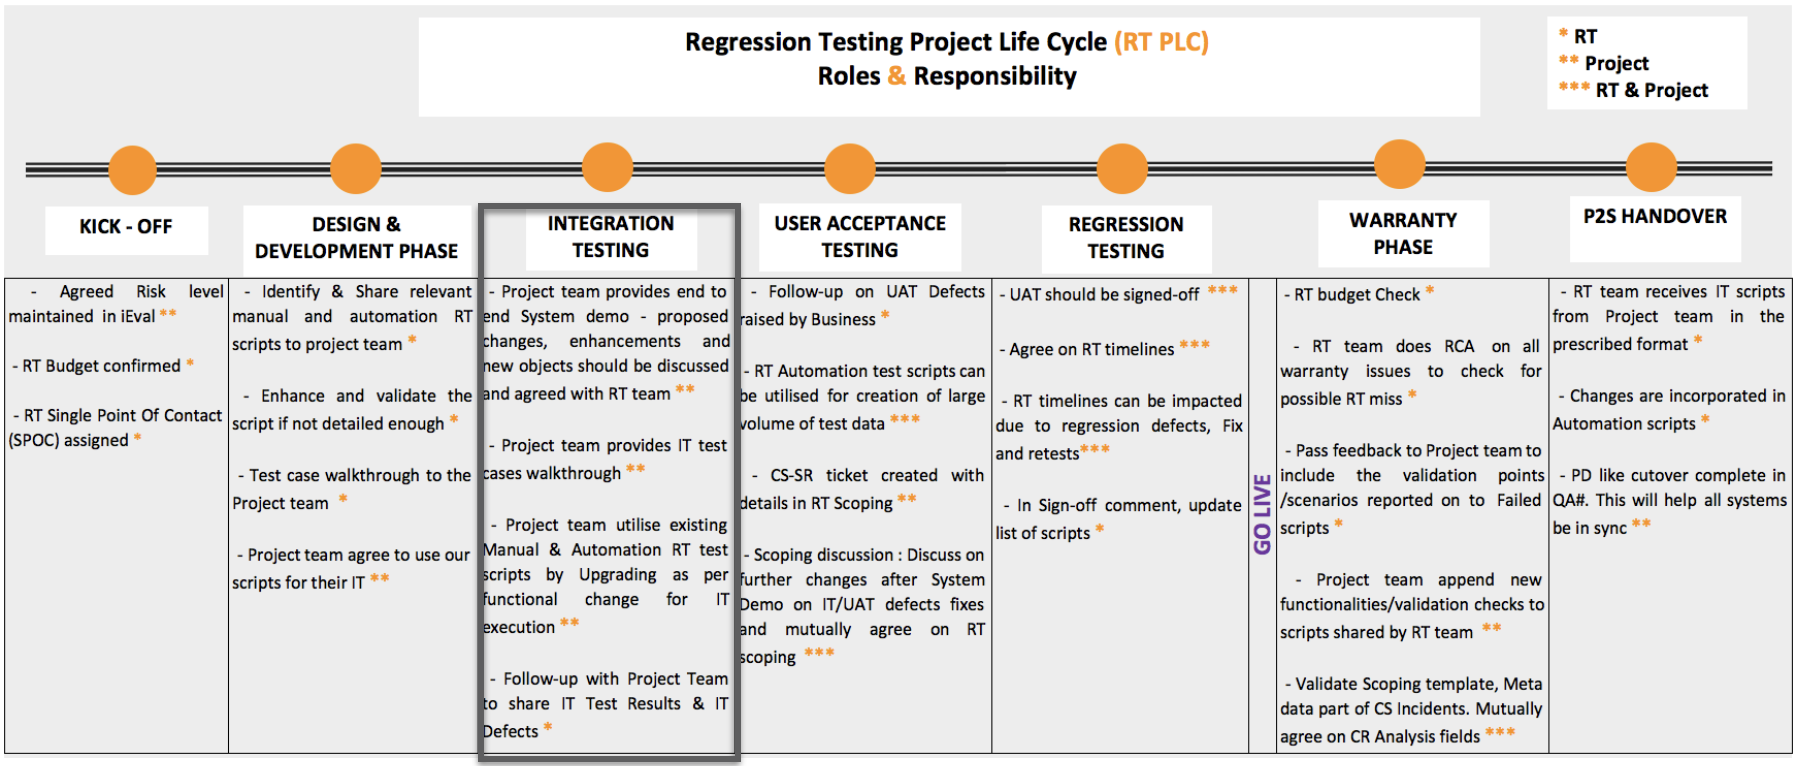 Regression Testing Project Life Cycle (RT PLC)
Roles & Responsibility
* RT
** Project
*** RT & Project
KICK - OFF
- Agreed Risk level
maintained in iEval **
- RT Budget confirmed *
- RT Single Point Of Contact
(SPOC) assigned *
DESIGN &
DEVELOPMENT PHASE
- Identify & Share relevant
manual and automation RT
scripts to project team *
- Enhance and validate the
script if not detailed enough *
- Test case walkthrough to the
Project team *
- Project team agree to use our
scripts for their IT **
INTEGRATION
TESTING
- Project team provides end to
end System demo - proposed
changes, enhancements and
new objects should be discussed
and agreed with RT team **
- Project team provides IT test
cases walkthrough **
- Project team utilise existing
Manual & Automation RT test
scripts by Upgrading as per
functional change for IT
execution **
- Follow-up with Project Team
to share IT Test Results & IT
Defects *
USER ACCEPTANCE
TESTING
- Follow-up on UAT Defects
raised by Business *
- RT Automation test scripts can
be utilised for creation of large
volume of test data ***
- CS-SR ticket created with
details in RT Scoping **
- Scoping discussion : Discuss on
further changes after System
Demo on IT/UAT defects fixes
and mutually agree on RT
scoping ***
REGRESSION
TESTING
- UAT should be signed-off ***
- Agree on RT timelines ***
- RT timelines can be impacted
due to regression defects, Fix
and retests***
- In Sign-off comment, update
list of scripts *
GO LIVE
WARRANTY
PHASE
- RT budget Check *
- RT team does RCA on all
warranty issues to check for
possible RT miss *
- Pass feedback to Project team to
include the validation points
/scenarios reported on to Failed
scripts *
- Project team append new
functionalities/validation checks to
scripts shared by RT team **
- Validate Scoping template, Meta
data part of CS Incidents. Mutually
agree on CR Analysis fields ***
P2S HANDOVER
- RT team receives IT scripts
from Project team in the
prescribed format *
- Changes are incorporated in
Automation scripts *
- PD like cutover complete in
QA#. This will help all systems
be in sync **